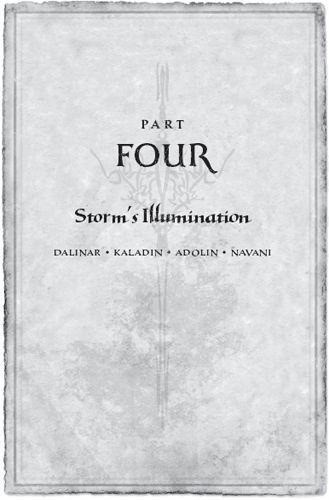 PART
FOUR
Storm's Illumination
DALINAR • KALADIN • ADOLIN • NAVANI